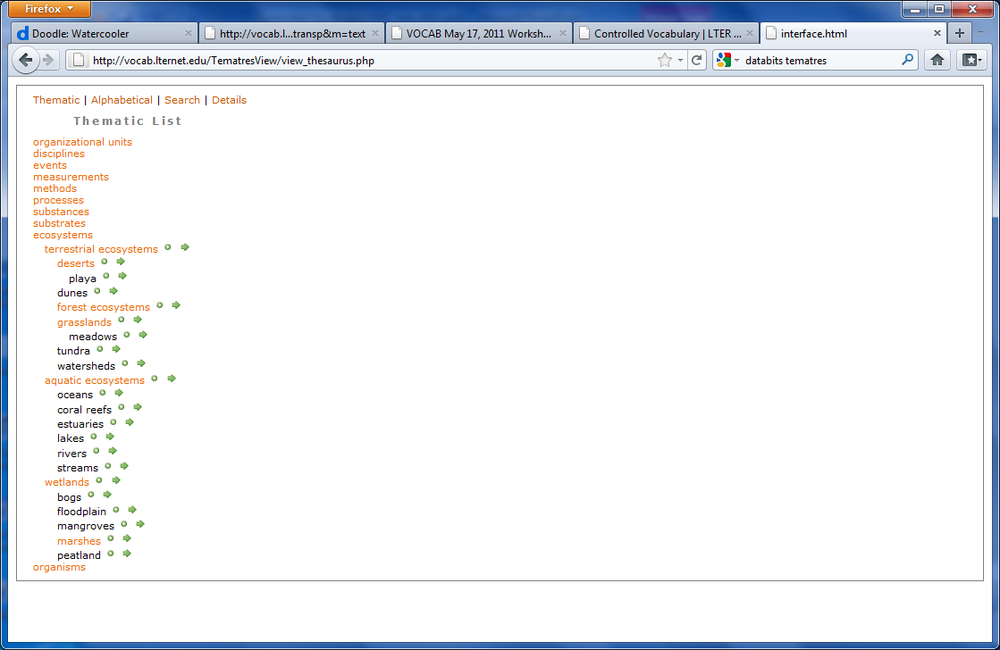 Firefox
Doodle: Watercooler
http://vocab.l...transp&m=text
VOCAB May 17, 2011 Worksh...
Controlled Vocabulary | LTER ...
interface.html
http://vocab.lternet.edu/TematresView/view_thesaurus.php
databits tematres
Thematic | Alphabetical | Search | Details
Thematic List
organizational units
disciplines
events
measurements
methods
processes
substances
substrates
ecosystems
terrestrial ecosystems
deserts
playa
dunes
forest ecosystems
grasslands
meadows
tundra
watersheds
aquatic ecosystems
oceans
coral reefs
estuaries
lakes
rivers
streams
wetlands
bogs
floodplain
mangroves
marshes
peatland
organisms